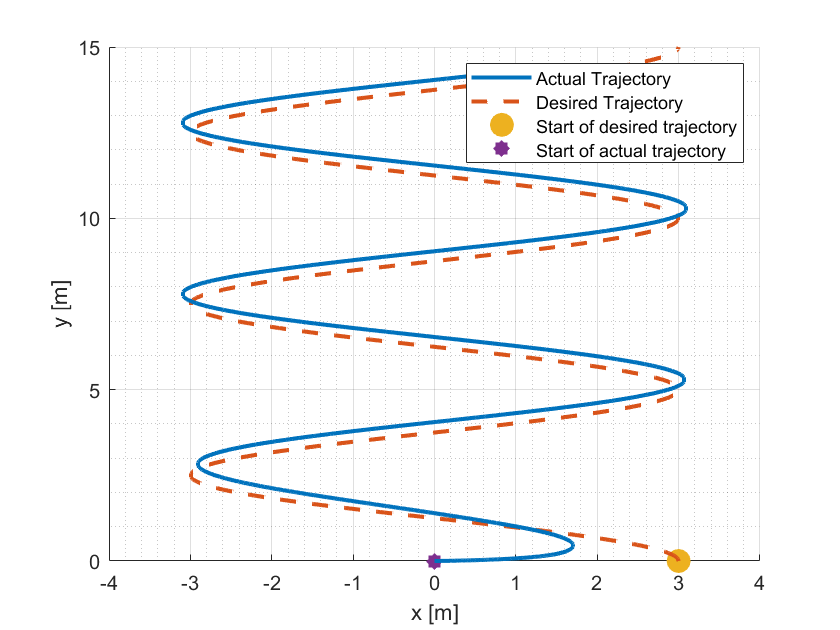 15
Actual Trajectory
Desired Trajectory
Start of desired trajectory
Start of actual trajectory
10
y [m]
5
0
-4 -3 -2 -1 0 1 2 3 4
x [m]